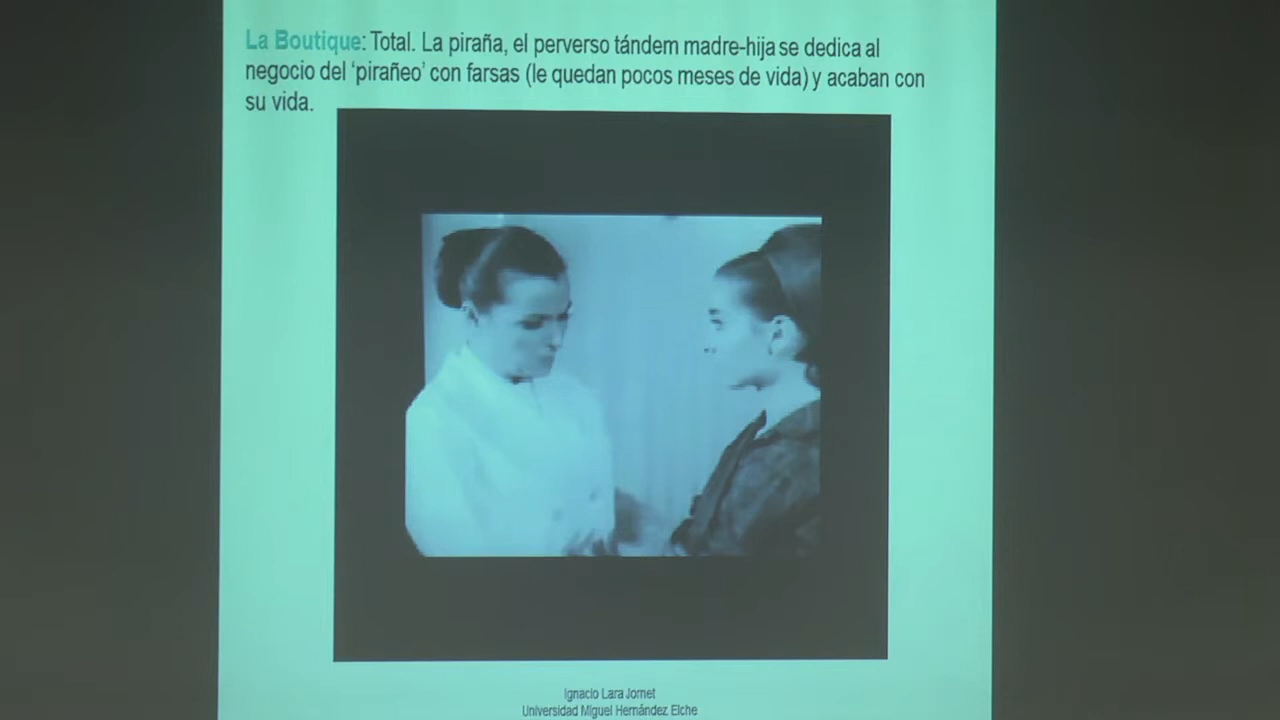 La Boutique: Total. La piraña, el perverso tándem madre-hija se dedica al
negocio del ‘pirañeo’ con farsas (le quedan pocos meses de vida) y acaban con
su vida.
Ignacio Lara Jornet
Universidad Miguel Hernández Elche